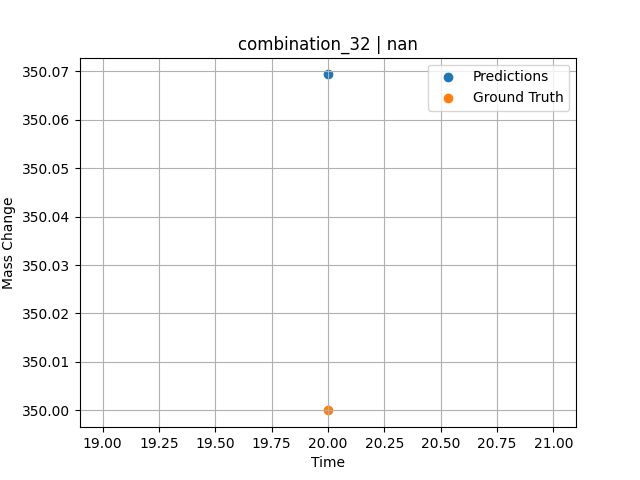 combination_32 | nan
350.07
350.06
350.05
350.04
350.03
350.02
350.01
350.00
Mass Change
Predictions
Ground Truth
19.00 19.25 19.50 19.75 20.00 20.25 20.50 20.75 21.00
Time